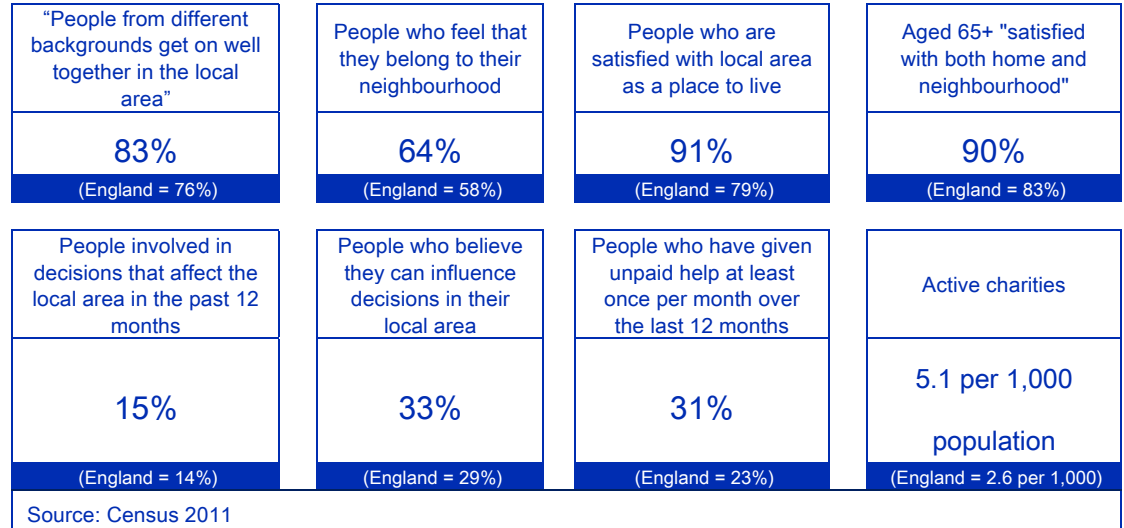 “People from different
backgrounds get on well
together in the local
area”
83%
(England = 76%)
People who feel that
they belong to their
neighbourhood
64%
(England = 58%)
People who are
satisfied with local area
as a place to live
91%
(England = 79%)
Aged 65+ "satisfied
with both home and
neighbourhood"
90%
(England = 83%)
People involved in
decisions that affect the
local area in the past 12
months
15%
(England = 14%)
People who believe
they can influence
decisions in their
local area
33%
(England = 29%)
People who have given
unpaid help at least
once per month over
the last 12 months
31%
(England = 23%)
Active charities
5.1 per 1,000
population
(England = 2.6 per 1,000)
Source: Census 2011